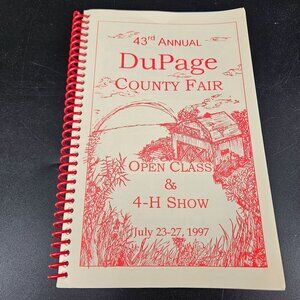 43rd ANNUAL
DuPage
COUNTY FAIR
OPEN CLASS
&
4-H SHOW
July 23-27, 1997